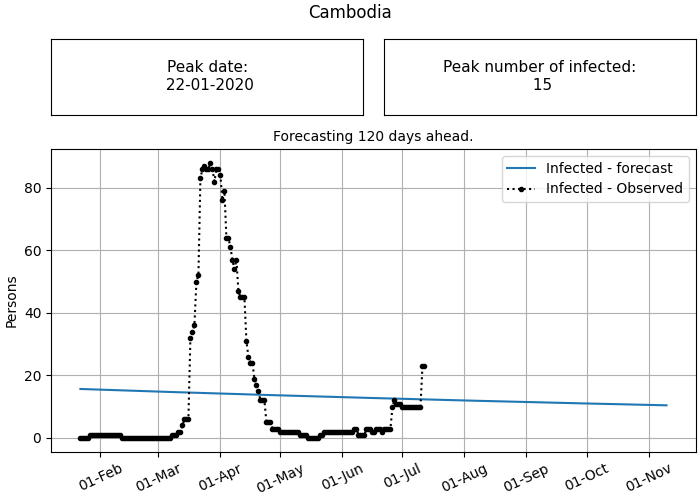 Cambodia
Peak date:
22-01-2020
Peak number of infected:
15
Forecasting 120 days ahead.
Infected - forecast
Infected - Observed
Persons
80
60
40
20
0
01-Feb
01-Mar
01-Apr
01-May
01-Jun
01-Jul
01-Aug
01-Sep
01-Oct
01-Nov